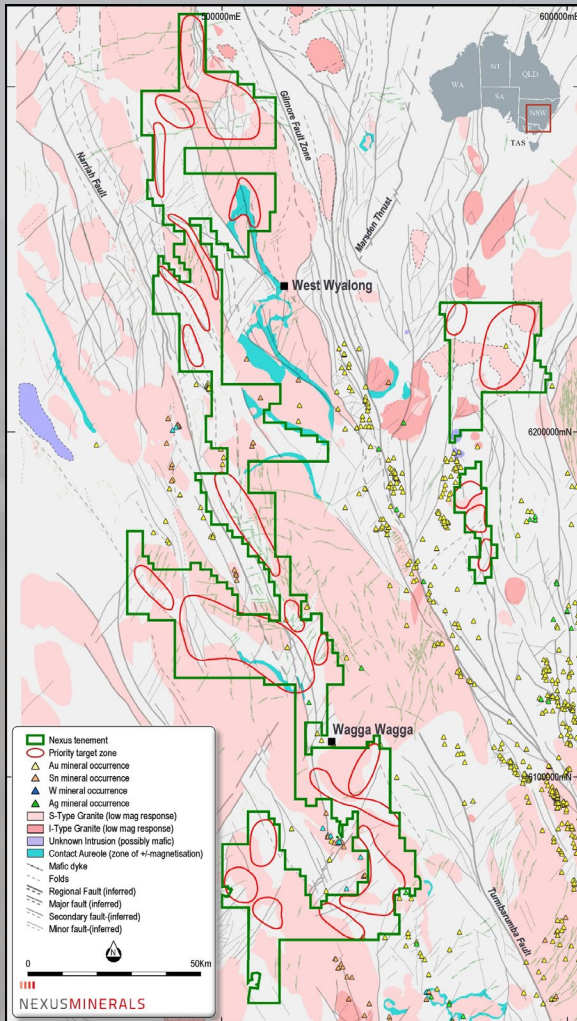 500000mE
600000mE
NT
QLD
WA
SA
NSW
TAS
Gilmore Fault Zone
Narriah Fault
Marsden Thrust
West Wyalong
6200000mN
Wagga Wagga
6100000mN
Tumbarumba Fault
Nexus tenement
Priority target zone
Au mineral occurrence
Sn mineral occurrence
W mineral occurrence
Ag mineral occurrence
S-Type Granite (low mag response)
I-Type Granite (low mag response)
Unknown Intrusion (possibly mafic)
Contact Aureole (zone of +/-magnetisation)
Mafic dyke
Folds
Regional Fault (inferred)
Major fault (inferred)
Secondary fault-(inferred)
Minor fault-(inferred)
N
0 50Km
NEXUSMINERALS